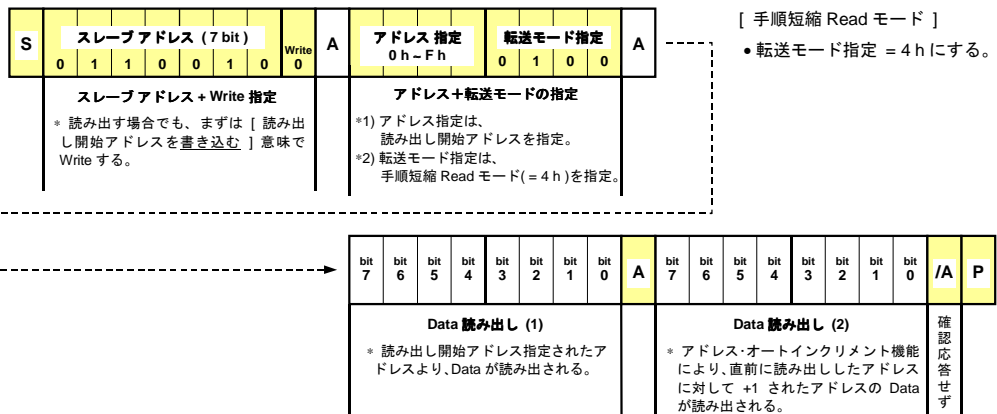 [ 手順短縮 Read モード ]
• 転送モード指定 = 4 h にする。
S
スレーブ アドレス ( 7 bit )
0 1 1 0 0 1 0
Write
0
A
アドレス 指定
0 h ~ F h
転送モード指定
0 1 0 0
A
スレーブ アドレス + Write 指定
* 読み出す場合でも、まずは [ 読み出
し開始アドレスを書き込む ] 意味で
Write する。
アドレス＋転送モードの指定
*1) アドレス指定は、
読み出し開始アドレスを指定。
*2) 転送モード指定は、
手順短縮 Read モード( = 4 h )を指定。
bit 7 bit 6 bit 5 bit 4 bit 3 bit 2 bit 1 bit 0 A bit 7 bit 6 bit 5 bit 4 bit 3 bit 2 bit 1 bit 0 /A P
Data 読み出し (1)
* 読み出し開始アドレス指定されたア
ドレスより、Data が読み出される。
Data 読み出し (2)
* アドレス･オートインクリメント機能
により、直前に読み出ししたアドレス
に対して +1 されたアドレスの Data
が読み出される。
確認応答せず